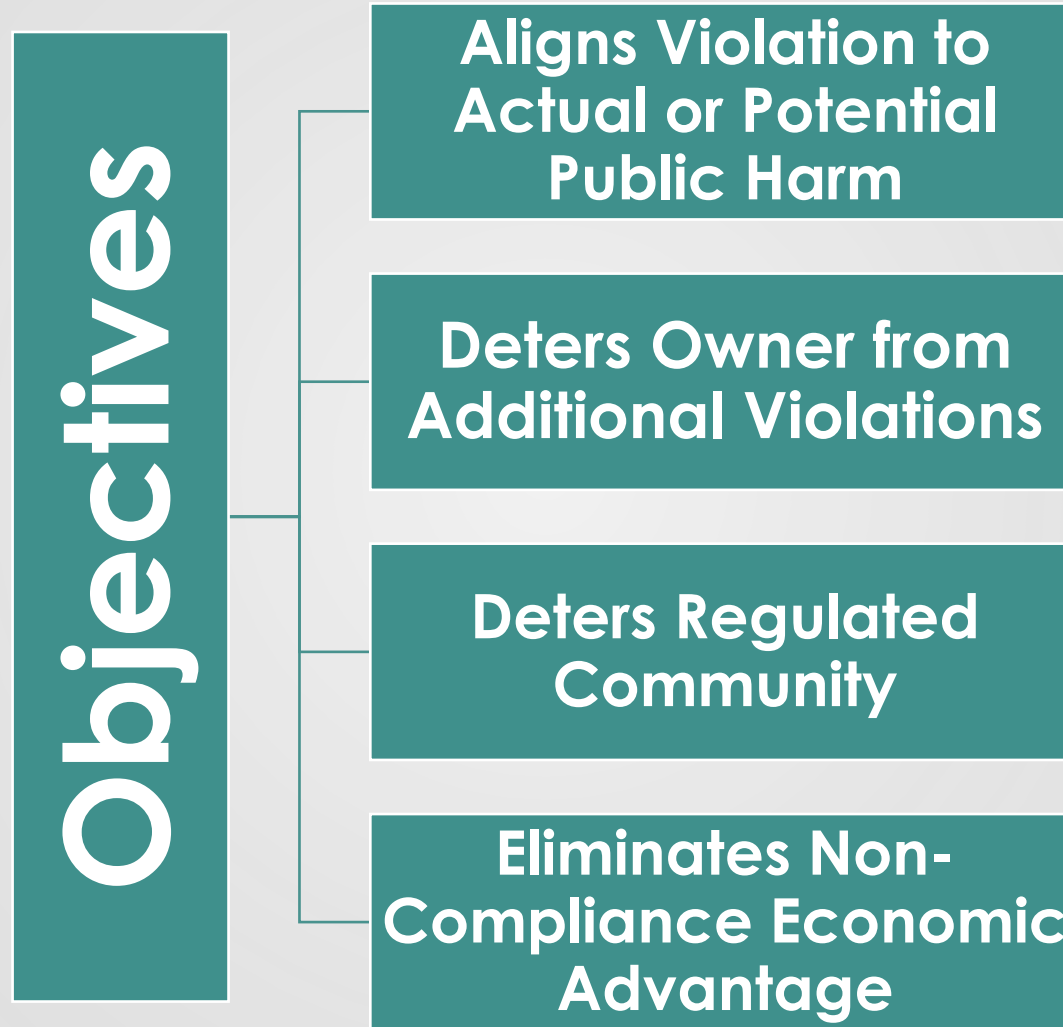 Objectives
Aligns Violation to
Actual or Potential
Public Harm
Deters Owner from
Additional Violations
Deters Regulated
Community
Eliminates Non-
Compliance Economic
Advantage